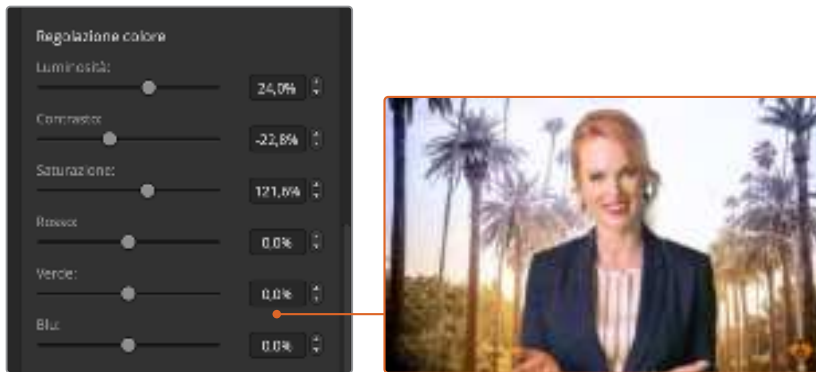 Regolazione colore
Luminosità:
24,0%
Contrasto:
-22,8%
Saturazione:
121,6%
Rosso:
0,0%
Verde:
0,0%
Blu:
0,0%